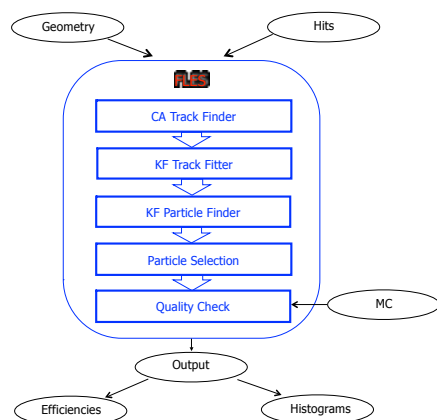 Geometry
Hits
FLES
CA Track Finder
KF Track Fitter
KF Particle Finder
Particle Selection
Quality Check
MC
Output
Efficiencies
Histograms